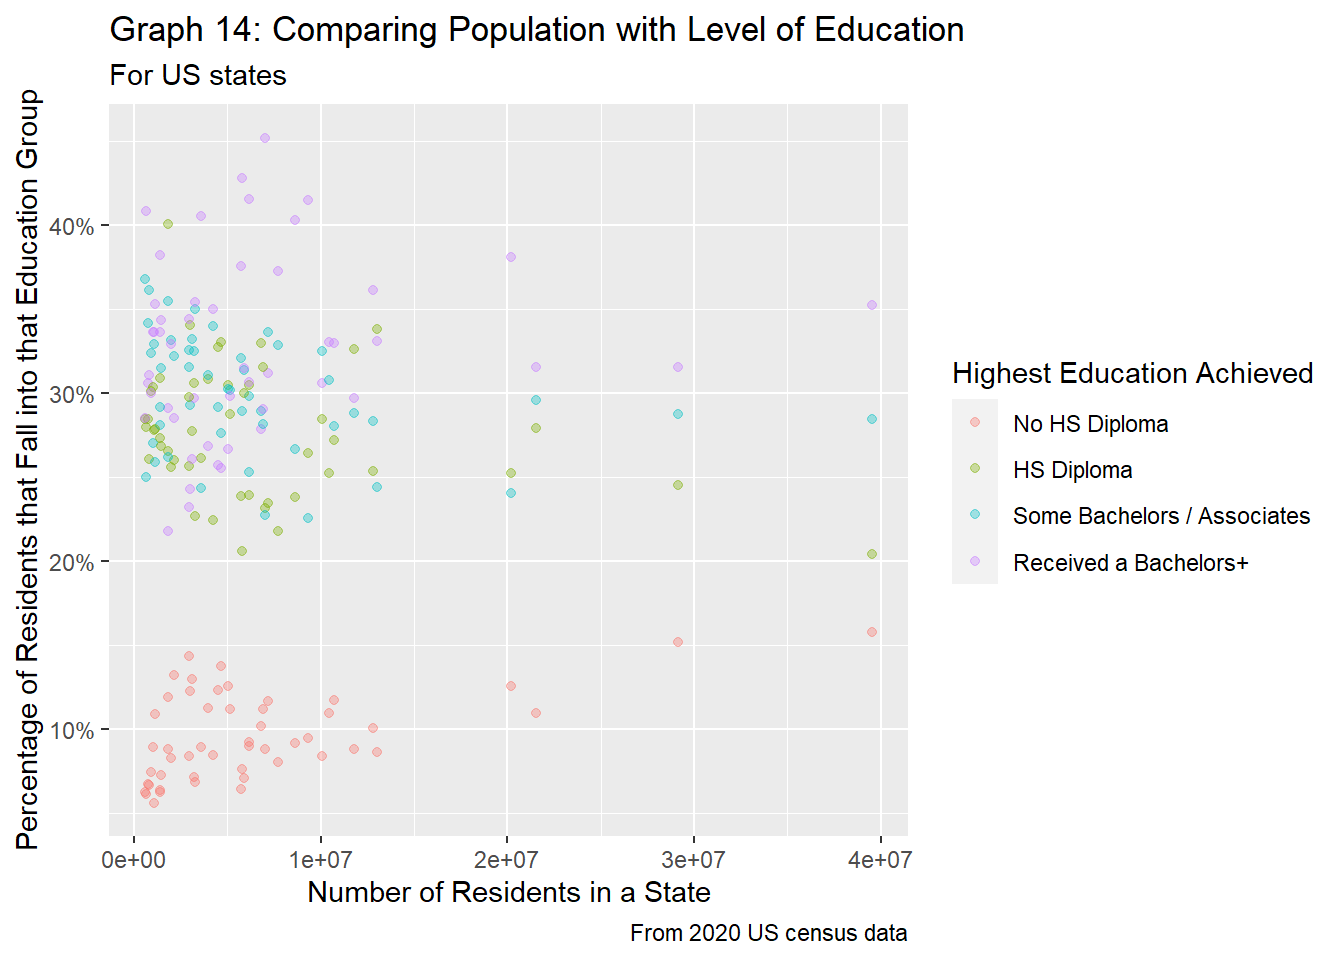 Graph 14: Comparing Population with Level of Education
For US states
Percentage of Residents that Fall into that Education Group
40%
30%
20%
10%
0e+00
1e+07
2e+07
3e+07
4e+07
Number of Residents in a State
From 2020 US census data
Highest Education Achieved
No HS Diploma
HS Diploma
Some Bachelors / Associates
Received a Bachelors+